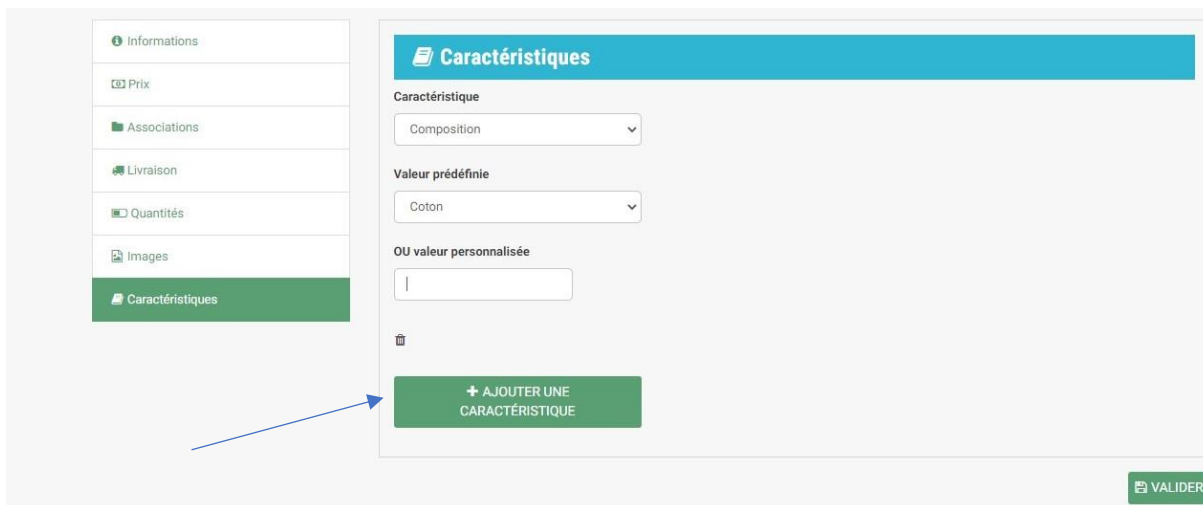 Informations
Prix
Associations
Livraison
Quantités
Images
Caractéristiques
Caractéristiques
Caractéristique
Composition
Valeur prédéfinie
Coton
OU valeur personnalisée
+ AJOUTER UNE
CARACTÉRISTIQUE
VALIDER